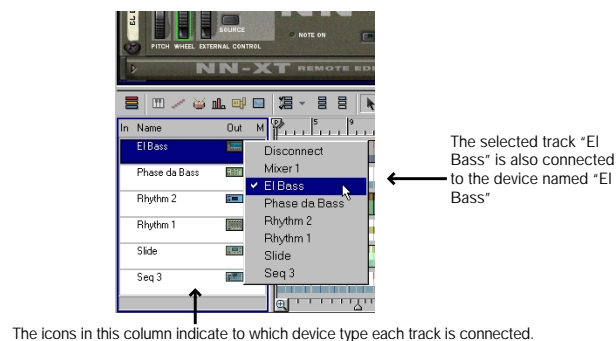 SOURCE
NOTE ON
PITCH WHEEL EXTERNAL CONTROL
NN-XT REMOTE EDI
In Name Out M
P 5 9
El Bass
Phase da Bass
Rhythm 2
Rhythm 1
Slide
Seq 3
Disconnect
Mixer 1
El Bass
Phase da Bass
Rhythm 2
Rhythm 1
Slide
Seq 3
The selected track “El
Bass” is also connected
to the device named “El
Bass”
The icons in this column indicate to which device type each track is connected.